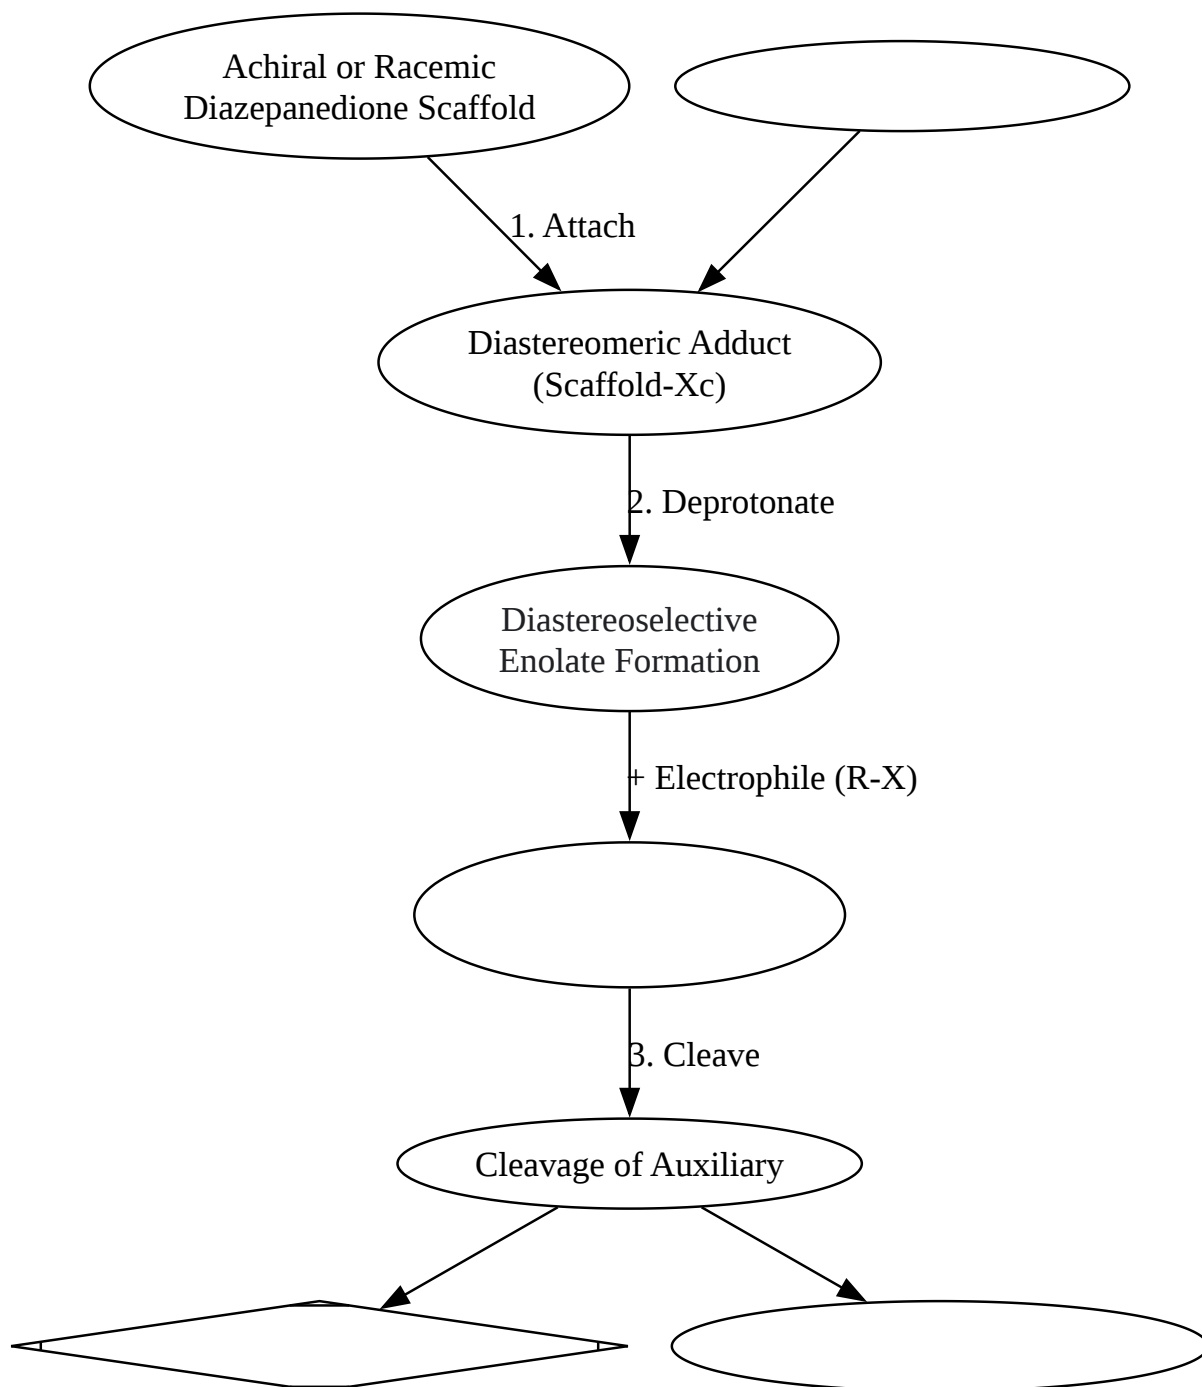 Achiral or Racemic
Diazepanedione Scaffold
1. Attach
Diastereomeric Adduct
(Scaffold-Xc)
2. Deprotonate
Diastereoselective
Enolate Formation
+ Electrophile (R-X)
3. Cleave
Cleavage of Auxiliary